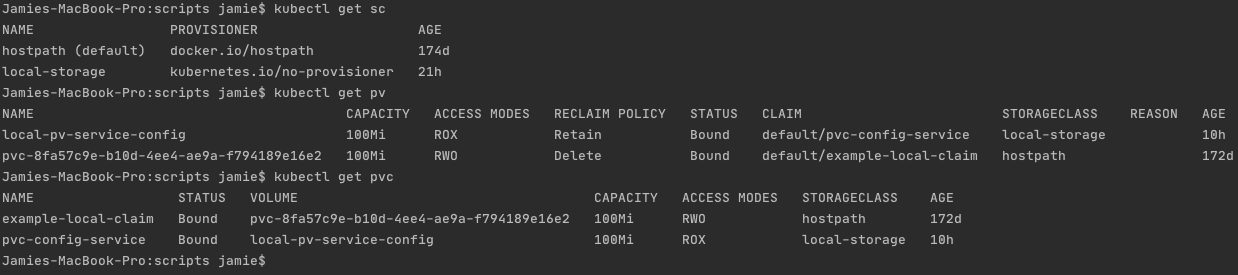 Jamies-MacBook-Pro:scripts jamie$ kubectl get sc
NAME                 PROVISIONER                    AGE
hostpath (default)   docker.io/hostpath             174d
local-storage        kubernetes.io/no-provisioner   21h
Jamies-MacBook-Pro:scripts jamie$ kubectl get pv
NAME                                       CAPACITY   ACCESS MODES   RECLAIM POLICY   STATUS   CLAIM                         STORAGECLASS    REASON   AGE
local-pv-service-config                    100Mi      ROX            Retain           Bound    default/pvc-config-service    local-storage            10h
pvc-8fa57c9e-b10d-4ee4-ae9a-f794189e16e2   100Mi      RWO            Delete           Bound    default/example-local-claim   hostpath                 172d
Jamies-MacBook-Pro:scripts jamie$ kubectl get pvc
NAME                  STATUS   VOLUME                                     CAPACITY   ACCESS MODES   STORAGECLASS    AGE
example-local-claim   Bound    pvc-8fa57c9e-b10d-4ee4-ae9a-f794189e16e2   100Mi      RWO            hostpath        172d
pvc-config-service    Bound    local-pv-service-config                    100Mi      ROX            local-storage   10h
Jamies-MacBook-Pro:scripts jamie$